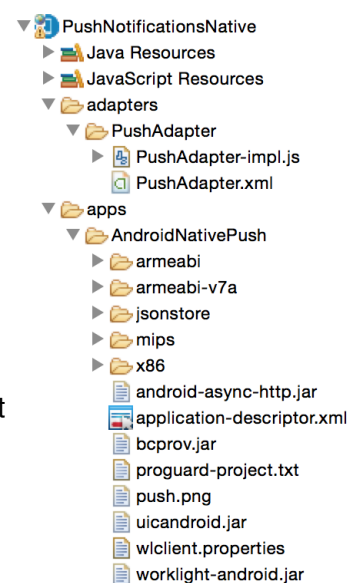 PushNotificationsNative
Java Resources
JavaScript Resources
adapters
PushAdapter
PushAdapter-impl.js
PushAdapter.xml
apps
AndroidNativePush
armeabi
armeabi-v7a
jsonstore
mips
x86
android-async-http.jar
t
application-descriptor.xml
bcprov.jar
proguard-project.txt
push.png
uicandroid.jar
wlclient.properties
worklight-android.jar